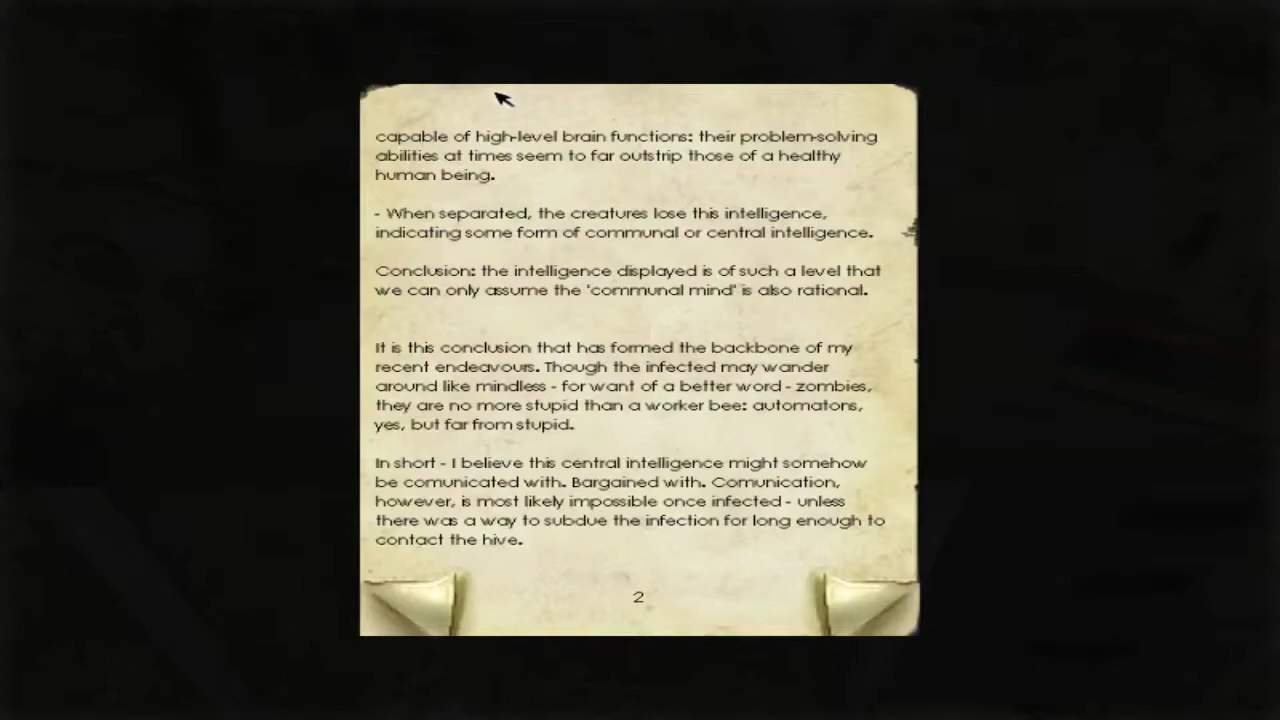 capable of high-level brain functions: their problem-solving
abilities at times seem to far outstrip those of a healthy
human being.
- When separated, the creatures lose this intelligence,
indicating some form of communal or central intelligence.
Conclusion: the intelligence displayed is of such a level that
we can only assume the 'communal mind' is also rational.
It is this conclusion that has formed the backbone of my
recent endeavours. Though the infected may wander
around like mindless - for want of a better word - zombies,
they are no more stupid than a worker bee: automatons,
yes, but far from stupid.
In short - I believe this central intelligence might somehow
be comunicated with. Bargained with. Comunication,
however, is most likely impossible once infected - unless
there was a way to subdue the infection for long enough to
contact the hive.
2